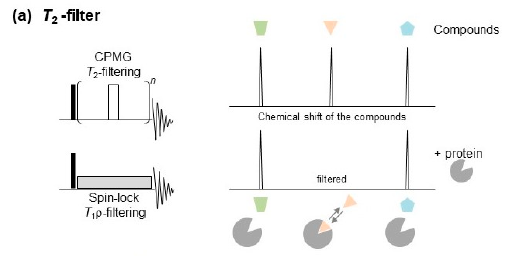 (a) T₂-filter
Compounds
CPMG
T₂-filtering
n
Chemical shift of the compounds
+ protein
filtered
Spin-lock
T₁ρ-filtering